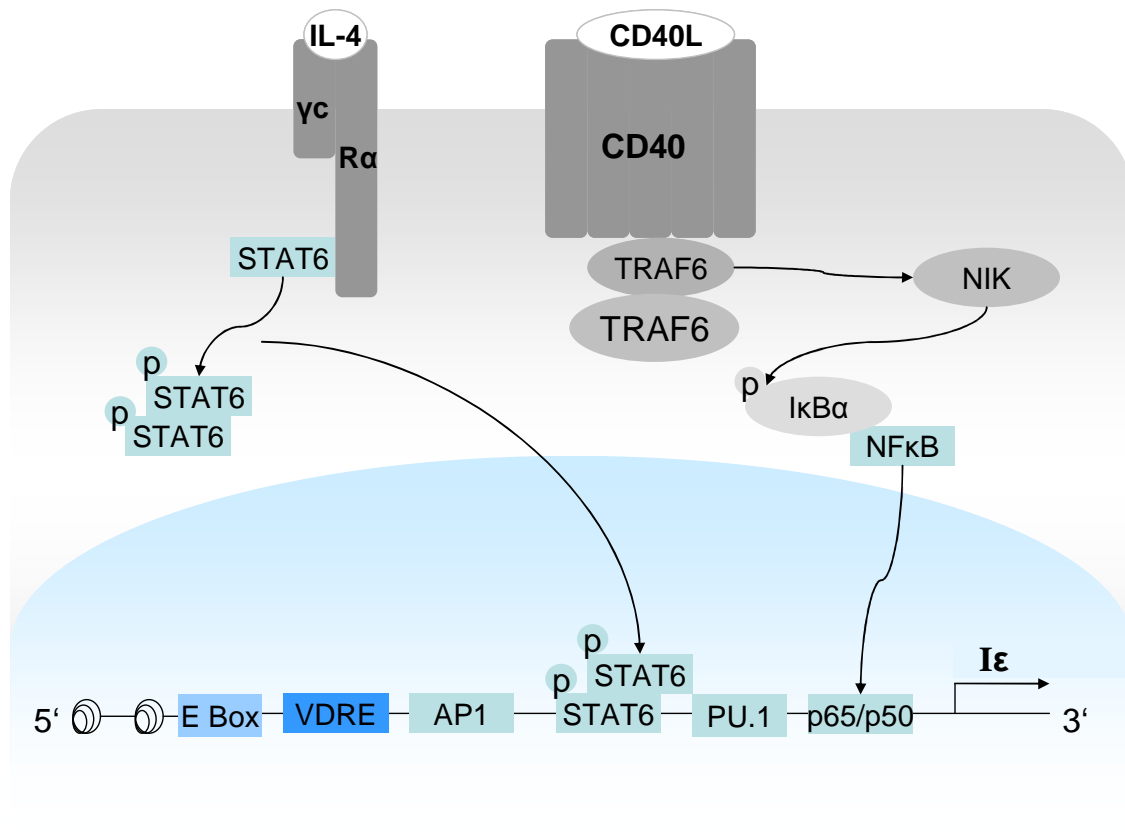 IL-4
CD40L
γc
CD40
Rα
STAT6
TRAF6
NIK
TRAF6
p
p
STAT6
IκBα
p
STAT6
NFκB
p
STAT6
Iε
p
5‘
E Box
VDRE
AP1
STAT6
PU.1
p65/p50
3‘